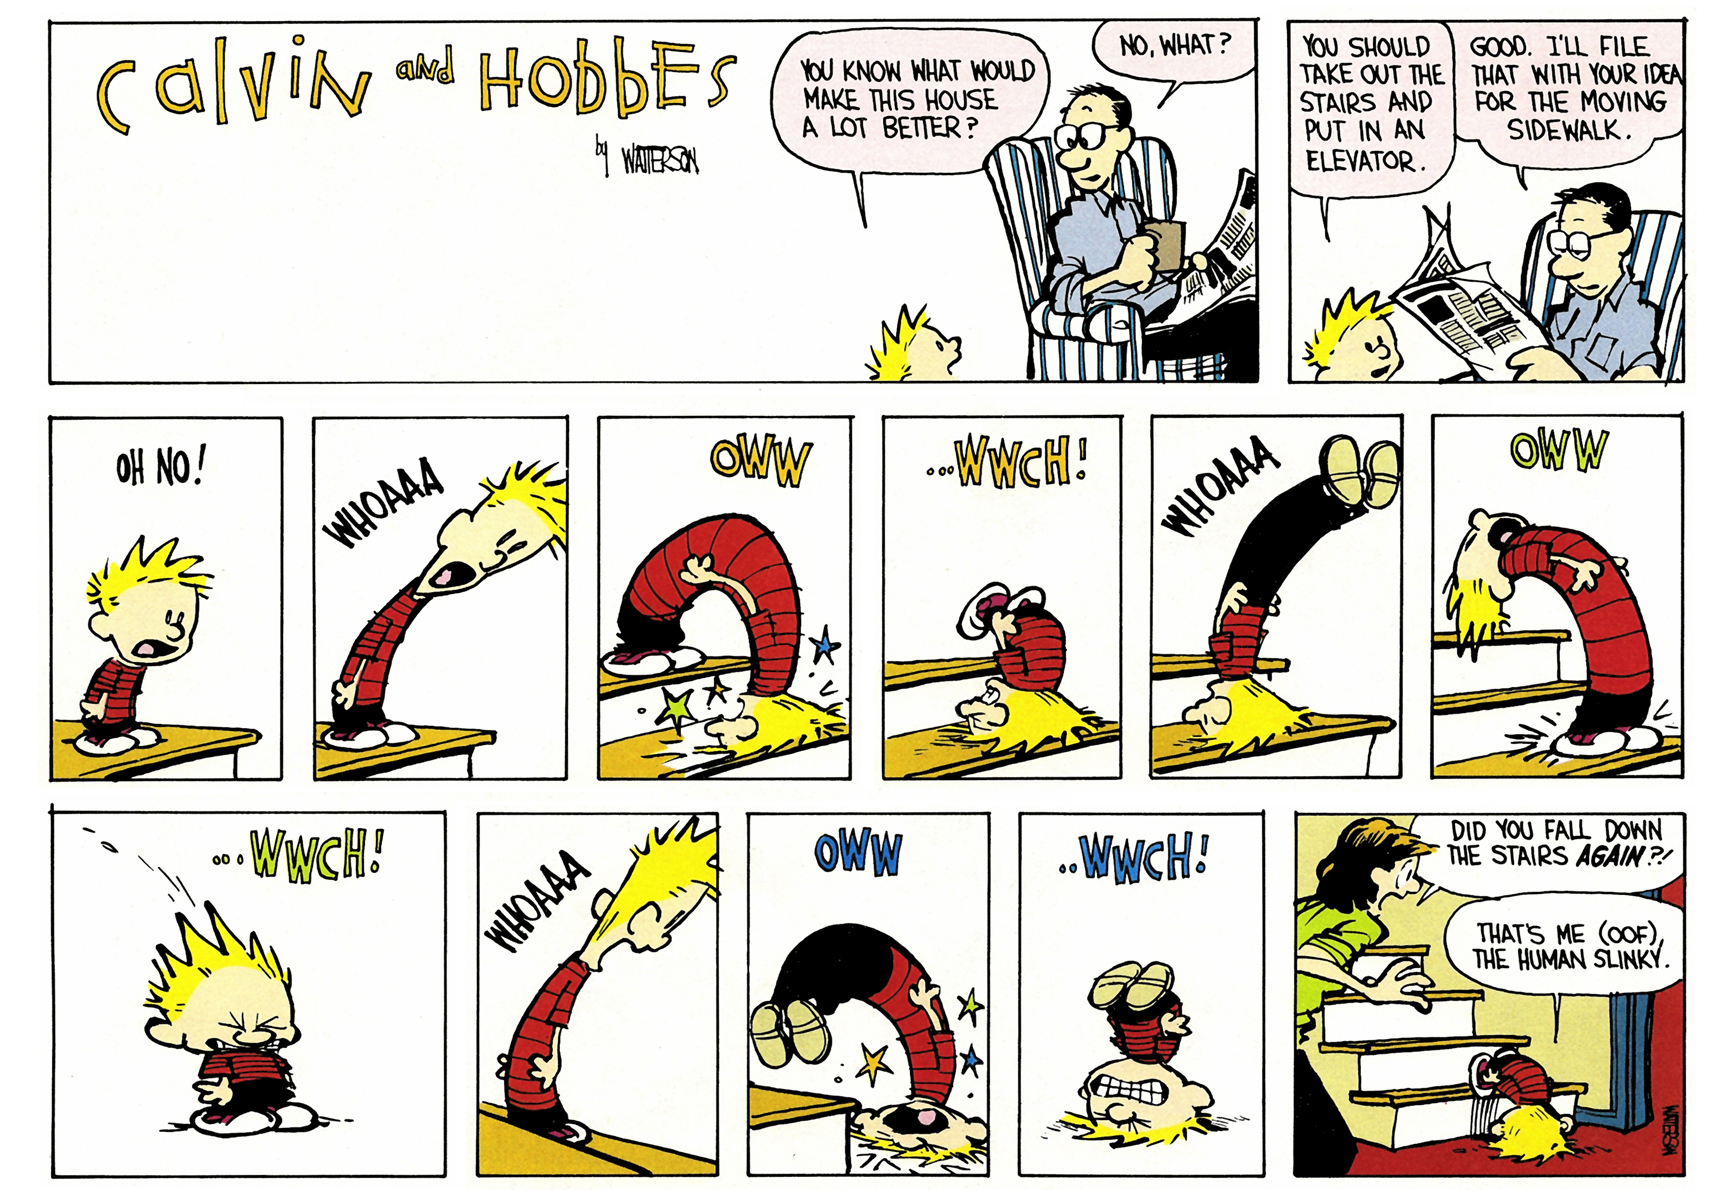 Calvin and HOBBES
by WATTERSON
YOU KNOW WHAT WOULD
MAKE THIS HOUSE
A LOT BETTER?
NO, WHAT?
YOU SHOULD
TAKE OUT THE
STAIRS AND
PUT IN AN
ELEVATOR.
GOOD. I'LL FILE
THAT WITH YOUR IDEA
FOR THE MOVING
SIDEWALK.
OH NO!
WHOAAA
OWW
...WWCH!
WHOAAA
OWW
...WWCH!
WHOAAA
OWW
..WWCH!
DID YOU FALL DOWN
THE STAIRS AGAIN?!
THAT'S ME (OOF),
THE HUMAN SLINKY.
WATTERSON